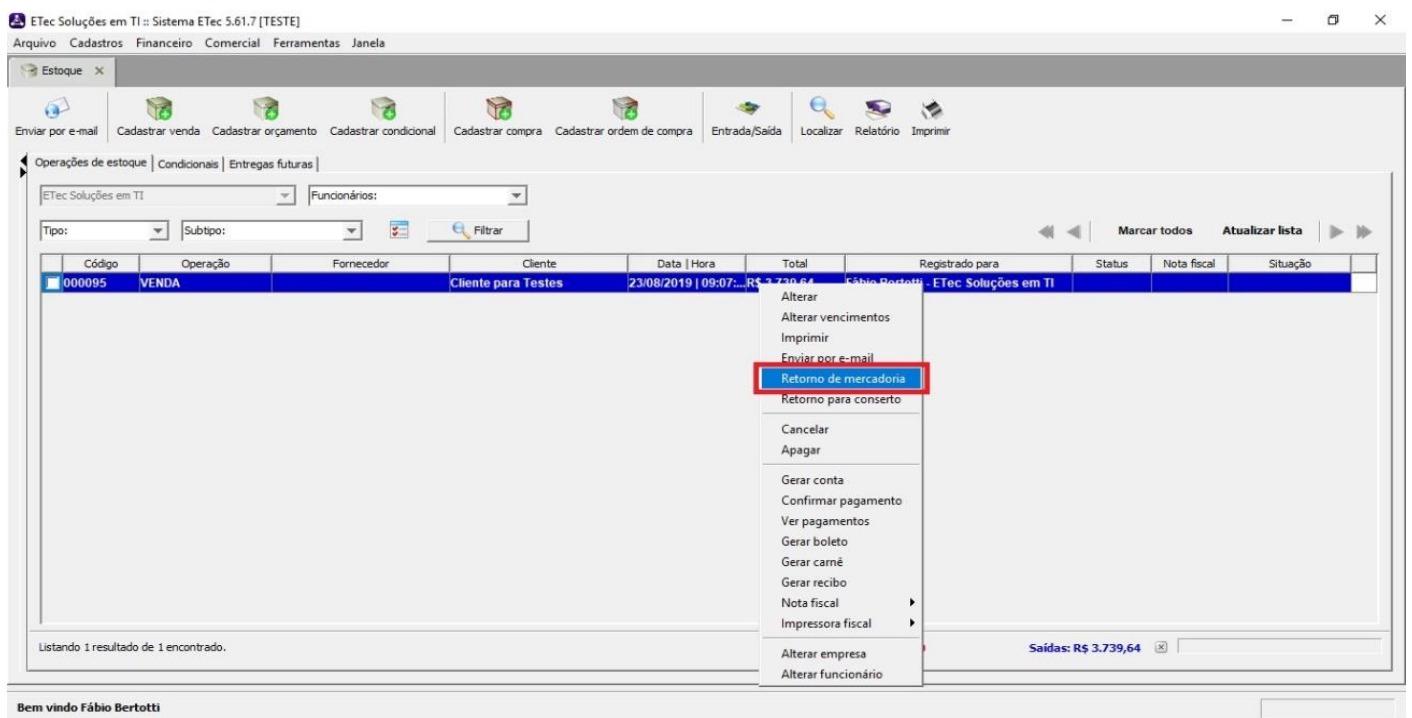 ETec Soluções em TI :: Sistema ETec 5.61.7 [TESTE]
Arquivo Cadastros Financeiro Comercial Ferramentas Janela
Estoque
Enviar por e-mail Cadastrar venda Cadastrar orçamento Cadastrar condicional Cadastrar compra Cadastrar ordem de compra Entrada/Saída Localizar Relatório Imprimir
Operações de estoque Condicionais Entregas futuras
ETec Soluções em TI Funcionários:
Tipo: Subtipo: Filtrar Marcar todos Atualizar lista
Código Operação Fornecedor Cliente Data | Hora Total Registrado para Status Nota fiscal Situação
000095 VENDA Cliente para Testes 23/08/2019 | 09:07:... R$ 3.739,64 Fábio Bertotti - ETec Soluções em TI
Alterar
Alterar vencimentos
Imprimir
Enviar por e-mail
Retorno de mercadoria
Retorno para conserto
Cancelar
Apagar
Gerar conta
Confirmar pagamento
Ver pagamentos
Gerar boleto
Gerar carnê
Gerar recibo
Nota fiscal
Impressora fiscal
Alterar empresa
Alterar funcionário
Listando 1 resultado de 1 encontrado. Saídas: R$ 3.739,64
Bem vindo Fábio Bertotti